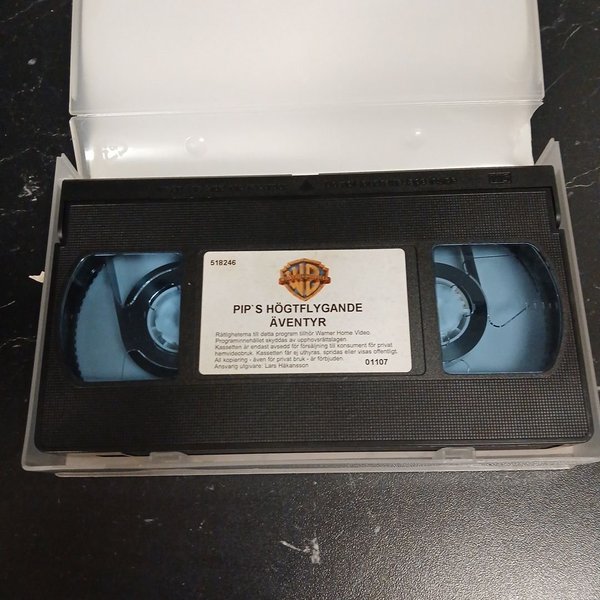 518246
PIP`S HÖGTFLYGANDE
ÄVENTYR
Rättigheterna till detta program tillhör Warner Home Video.
Programinnehållet skyddas av upphovsrättslagen.
Kassetten är endast avsedd för försäljning till konsument för privat
hemvideobruk. Kassetten får ej uthyras, spridas eller visas offentligt.
All kopiering - även för privat bruk - är förbjuden.
Ansvarig utgivare: Lars Håkansson
01107